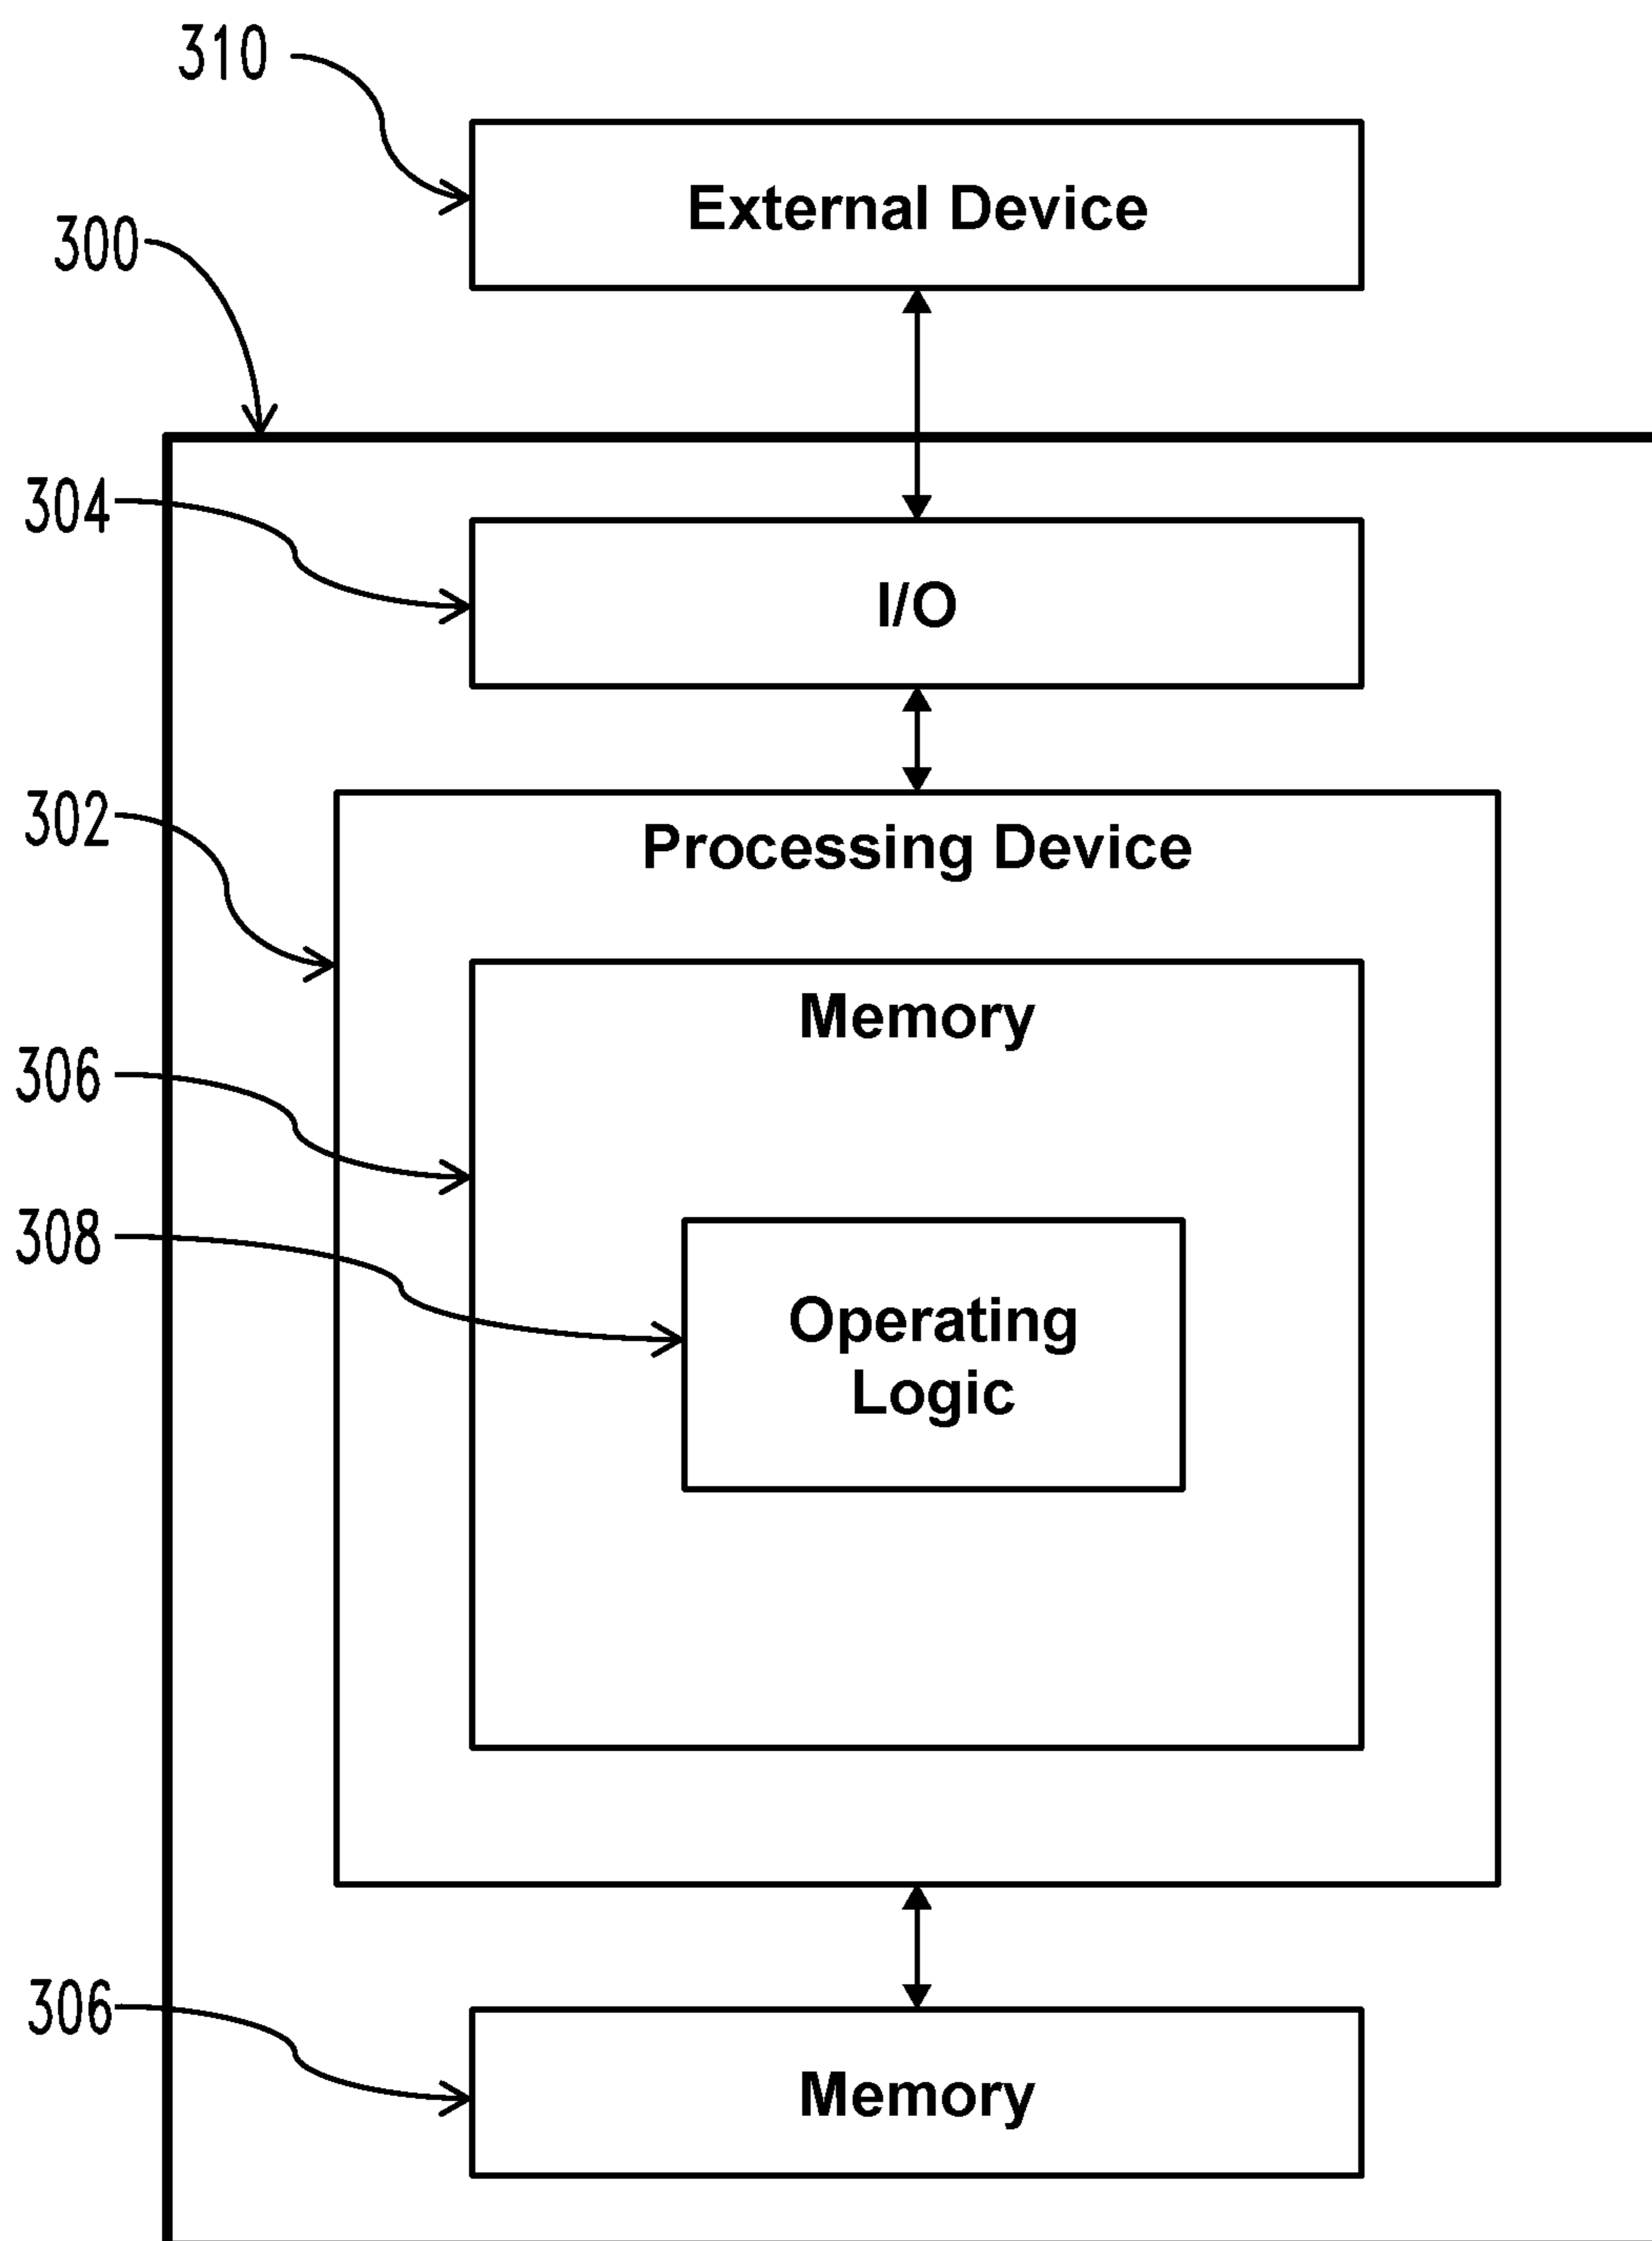 310
External Device
300
304
I/O
302
Processing Device
Memory
306
308
Operating
Logic
306
Memory